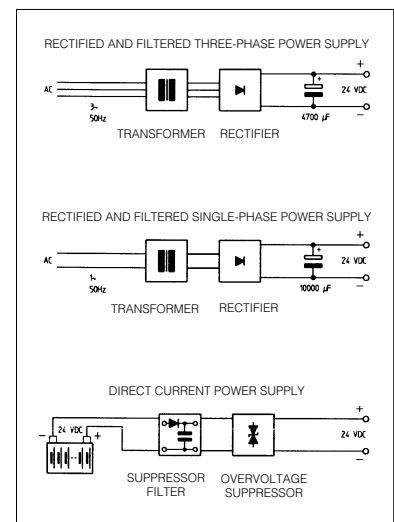 RECTIFIED AND FILTERED THREE-PHASE POWER SUPPLY
+
AC
+
24 VDC
3~
50Hz
4700 µF
−
TRANSFORMER RECTIFIER
RECTIFIED AND FILTERED SINGLE-PHASE POWER SUPPLY
+
AC
+
24 VDC
1~
50Hz
10000 µF
−
TRANSFORMER RECTIFIER
DIRECT CURRENT POWER SUPPLY
+
− 24 VDC +
24 VDC
−
SUPPRESSOR OVERVOLTAGE
FILTER SUPPRESSOR